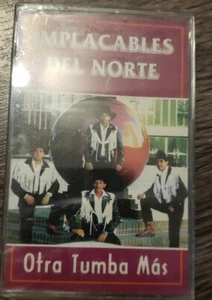 IMPLACABLES
DEL NORTE
Otra Tumba Más